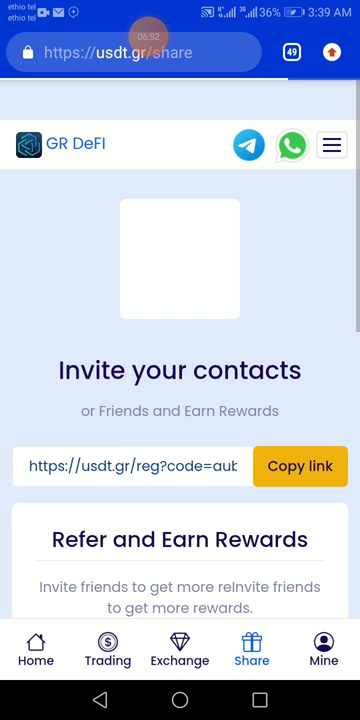 ethio tel
ethio tel
36% 3:39 AM
06:52
https://usdt.gr/share
49
GR DeFI
Invite your contacts
or Friends and Earn Rewards
https://usdt.gr/reg?code=aub
Copy link
Refer and Earn Rewards
Invite friends to get more reInvite friends
to get more rewards.
Home Trading Exchange Share Mine